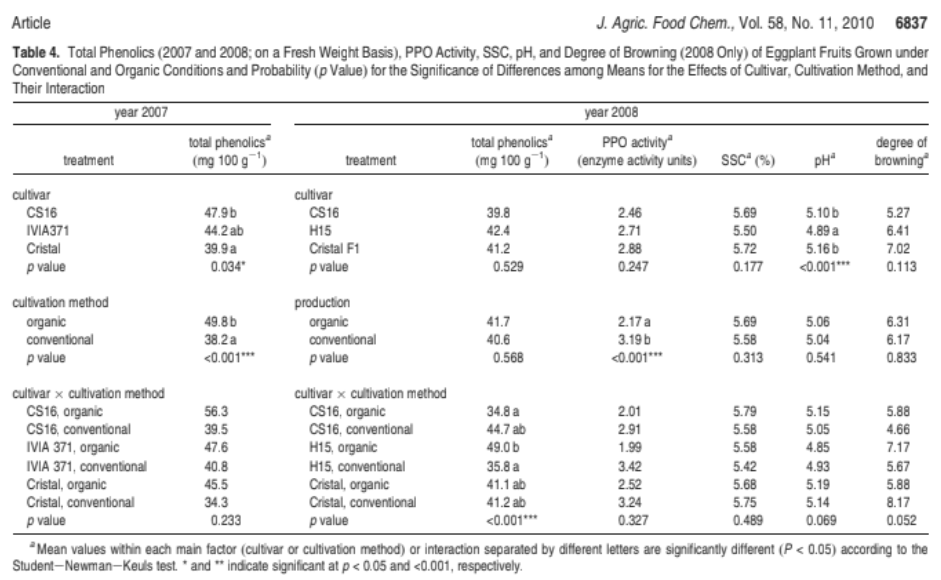 Article J. Agric. Food Chem., Vol. 58, No. 11, 2010 6837
Table 4. Total Phenolics (2007 and 2008; on a Fresh Weight Basis), PPO Activity, SSC, pH, and Degree of Browning (2008 Only) of Eggplant Fruits Grown under
Conventional and Organic Conditions and Probability (p Value) for the Significance of Differences among Means for the Effects of Cultivar, Cultivation Method, and
Their Interaction
year 2007 year 2008
total phenolicsᵃ total phenolicsᵃ PPO activityᵃ degree of
treatment (mg 100 g⁻¹) treatment (mg 100 g⁻¹) (enzyme activity units) SSCᵃ (%) pHᵃ browningᵃ
cultivar cultivar
CS16 47.9 b CS16 39.8 2.46 5.69 5.10 b 5.27
IVIA371 44.2 ab H15 42.4 2.71 5.50 4.89 a 6.41
Cristal 39.9 a Cristal F1 41.2 2.88 5.72 5.16 b 7.02
p value 0.034* p value 0.529 0.247 0.177 <0.001*** 0.113
cultivation method production
organic 49.8 b organic 41.7 2.17 a 5.69 5.06 6.31
conventional 38.2 a conventional 40.6 3.19 b 5.58 5.04 6.17
p value <0.001*** p value 0.568 <0.001*** 0.313 0.541 0.833
cultivar × cultivation method cultivar × cultivation method
CS16, organic 56.3 CS16, organic 34.8 a 2.01 5.79 5.15 5.88
CS16, conventional 39.5 CS16, conventional 44.7 ab 2.91 5.58 5.05 4.66
IVIA 371, organic 47.6 H15, organic 49.0 b 1.99 5.58 4.85 7.17
IVIA 371, conventional 40.8 H15, conventional 35.8 a 3.42 5.42 4.93 5.67
Cristal, organic 45.5 Cristal, organic 41.1 ab 2.52 5.68 5.19 5.88
Cristal, conventional 34.3 Cristal, conventional 41.2 ab 3.24 5.75 5.14 8.17
p value 0.233 p value <0.001*** 0.327 0.489 0.069 0.052
ᵃ Mean values within each main factor (cultivar or cultivation method) or interaction separated by different letters are significantly different (P < 0.05) according to the
Student−Newman−Keuls test. * and ** indicate significant at p < 0.05 and <0.001, respectively.